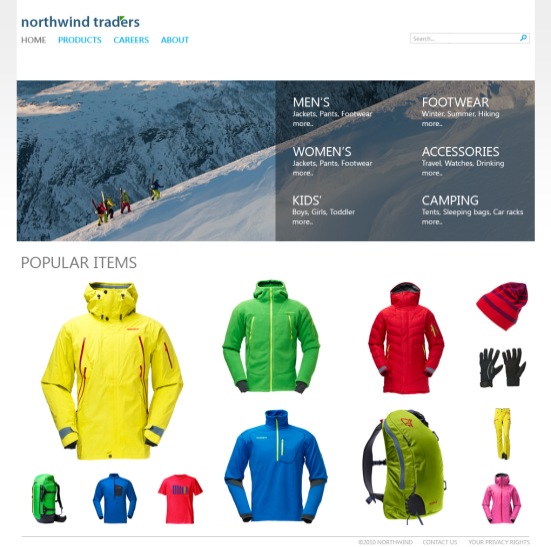 northwind traders
HOME PRODUCTS CAREERS ABOUT
Search...
MEN'S
Jackets, Pants, Footwear
more..
FOOTWEAR
Winter, Summer, Hiking
more..
WOMEN'S
Jackets, Pants, Footwear
more..
ACCESSORIES
Travel, Watches, Drinking
more..
KIDS'
Boys, Girls, Toddler
more..
CAMPING
Tents, Sleeping bags, Car racks
more..
POPULAR ITEMS
©2010 NORTHWIND CONTACT US YOUR PRIVACY RIGHTS